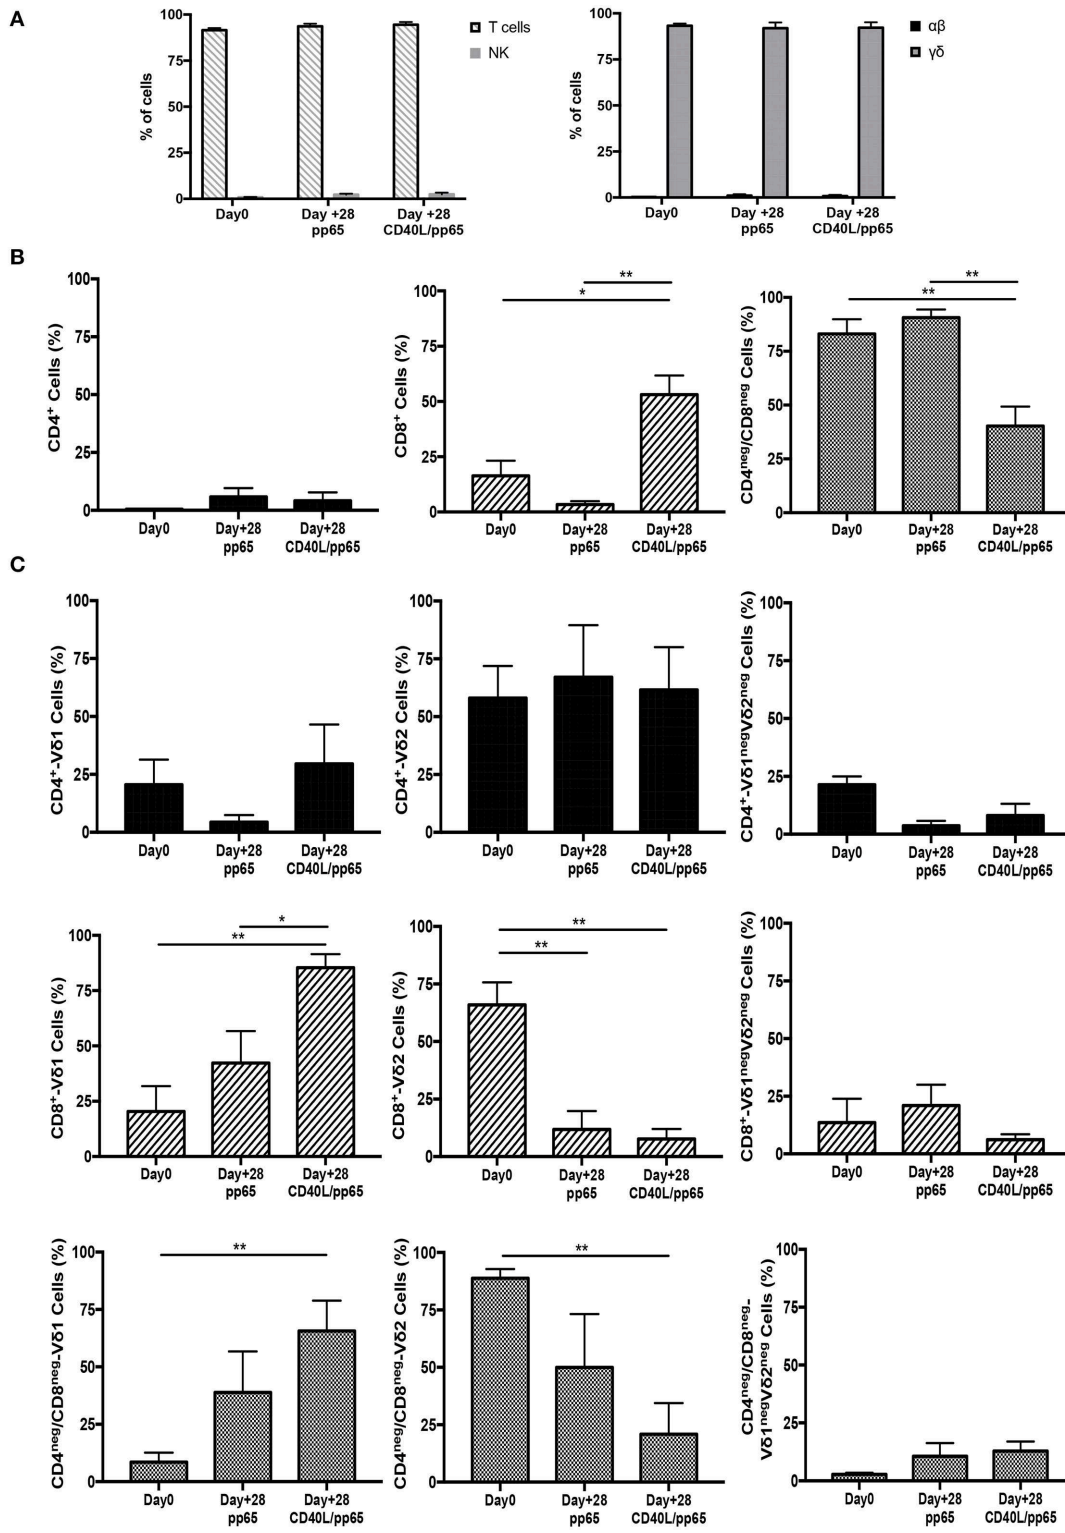 A
% of cells
100
75
50
25
0
Day0
Day +28
pp65
Day +28
CD40L/pp65
T cells
NK
% of cells
100
75
50
25
0
Day0
Day +28
pp65
Day +28
CD40L/pp65
αβ
γδ
B
CD4⁺ Cells (%)
100
75
50
25
0
Day0
Day+28
pp65
Day+28
CD40L/pp65
CD8⁺ Cells (%)
100
75
50
25
0
**
*
Day0
Day+28
pp65
Day+28
CD40L/pp65
CD4ⁿᵉᵍ/CD8ⁿᵉᵍ Cells (%)
100
75
50
25
0
**
**
Day0
Day+28
pp65
Day+28
CD40L/pp65
C
CD4⁺-Vδ1 Cells (%)
100
75
50
25
0
Day0
Day+28
pp65
Day+28
CD40L/pp65
CD4⁺-Vδ2 Cells (%)
100
75
50
25
0
Day0
Day+28
pp65
Day+28
CD40L/pp65
CD4⁺-Vδ1ⁿᵉᵍVδ2ⁿᵉᵍ Cells (%)
100
75
50
25
0
Day0
Day+28
pp65
Day+28
CD40L/pp65
CD8⁺-Vδ1 Cells (%)
100
75
50
25
0
*
**
Day0
Day+28
pp65
Day+28
CD40L/pp65
CD8⁺-Vδ2 Cells (%)
100
75
50
25
0
**
**
Day0
Day+28
pp65
Day+28
CD40L/pp65
CD8⁺-Vδ1ⁿᵉᵍVδ2ⁿᵉᵍ Cells (%)
100
75
50
25
0
Day0
Day+28
pp65
Day+28
CD40L/pp65
CD4ⁿᵉᵍ/CD8ⁿᵉᵍ-Vδ1 Cells (%)
100
75
50
25
0
**
Day0
Day+28
pp65
Day+28
CD40L/pp65
CD4ⁿᵉᵍ/CD8ⁿᵉᵍ-Vδ2 Cells (%)
100
75
50
25
0
**
Day0
Day+28
pp65
Day+28
CD40L/pp65
CD4ⁿᵉᵍ/CD8ⁿᵉᵍ-
Vδ1ⁿᵉᵍVδ2ⁿᵉᵍ Cells (%)
100
75
50
25
0
Day0
Day+28
pp65
Day+28
CD40L/pp65